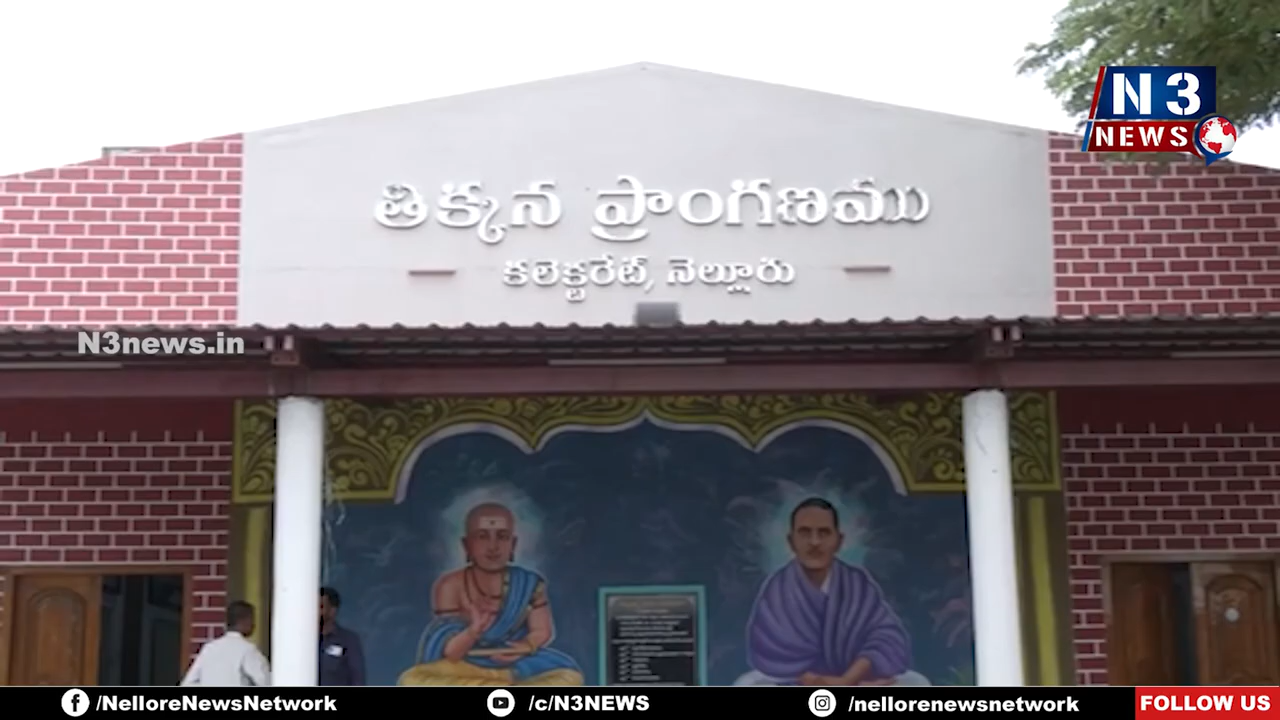 N3
NEWS
తిక్కన ప్రాంగణము
కలెక్టరేట్, నెల్లూరు
N3news.in
/NelloreNewsNetwork
/c/N3NEWS
/nellorenewsnetwork
FOLLOW US